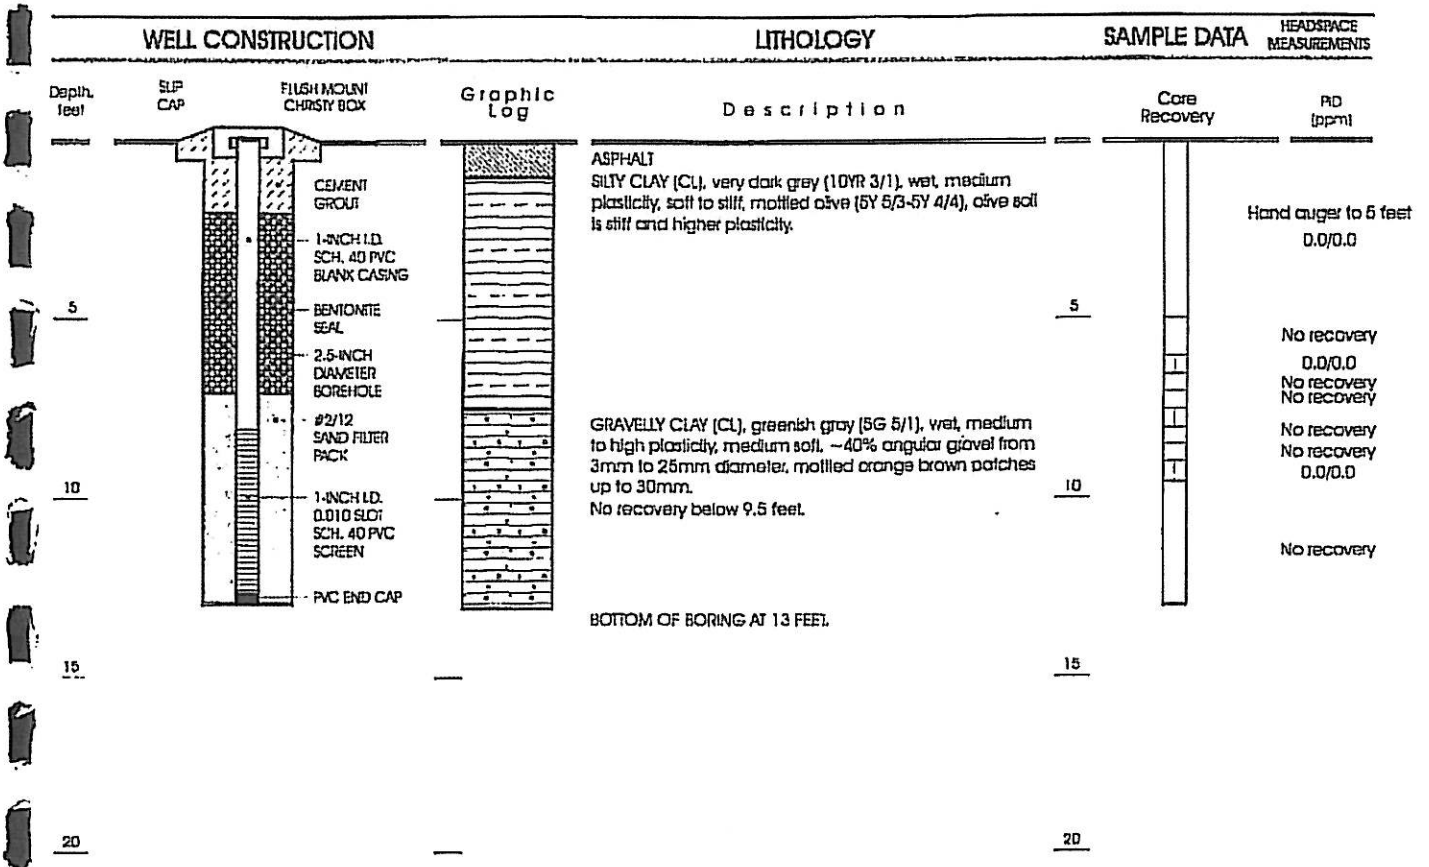 WELL CONSTRUCTION
LITHOLOGY
SAMPLE DATA
HEADSPACE
MEASUREMENTS
Depth,
feet
SLIP
CAP
FLUSH MOUNT
CHRISTY BOX
Graphic
Log
Description
Core
Recovery
PID
(ppm)
CEMENT
GROUT
1-INCH I.D.
SCH. 40 PVC
BLANK CASING
BENTONITE
SEAL
2.5-INCH
DIAMETER
BOREHOLE
#2/12
SAND FILTER
PACK
1-INCH I.D.
0.010 SLOT
SCH. 40 PVC
SCREEN
PVC END CAP
5
10
15
20
ASPHALT
SILTY CLAY (CL), very dark gray (10YR 3/1), wet, medium
plasticity, soft to stiff, mottled olive (5Y 5/3-5Y 4/4), olive soil
is stiff and higher plasticity.
GRAVELLY CLAY (CL), greenish gray (5G 5/1), wet, medium
to high plasticity, medium soft, ~40% angular gravel from
3mm to 25mm diameter, mottled orange brown patches
up to 30mm.
No recovery below 9.5 feet.
BOTTOM OF BORING AT 13 FEET.
5
10
15
20
Hand auger to 5 feet
0.0/0.0
No recovery
0.0/0.0
No recovery
No recovery
No recovery
No recovery
0.0/0.0
No recovery